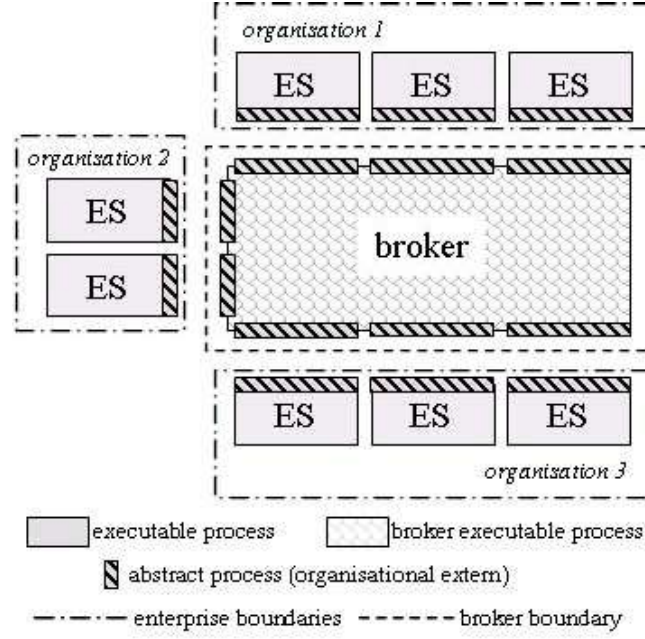 organisation 1
ES ES ES
organisation 2
ES
ES
broker
ES ES ES
organisation 3
executable process broker executable process
abstract process (organisational extern)
enterprise boundaries broker boundary